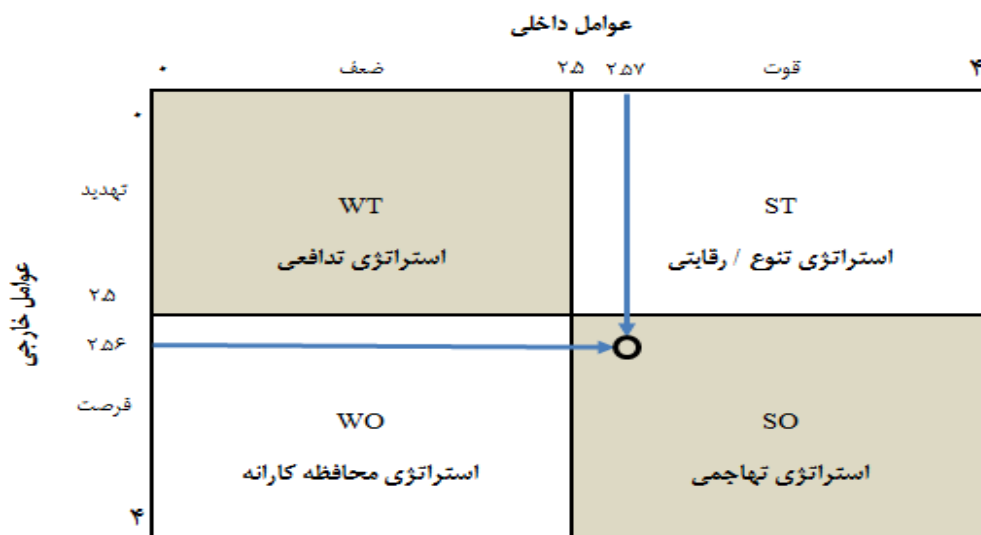 عوامل داخلی
۰ ضعف ۲.۵ ۲.۵۷ قوت ۴
۰
تهدید
WT
استراتژی تدافعی
ST
استراتژی تنوع / رقابتی
عوامل خارجی
۲.۵
۲.۵۶
فرصت
WO
استراتژی محافظه کارانه
SO
استراتژی تهاجمی
۴